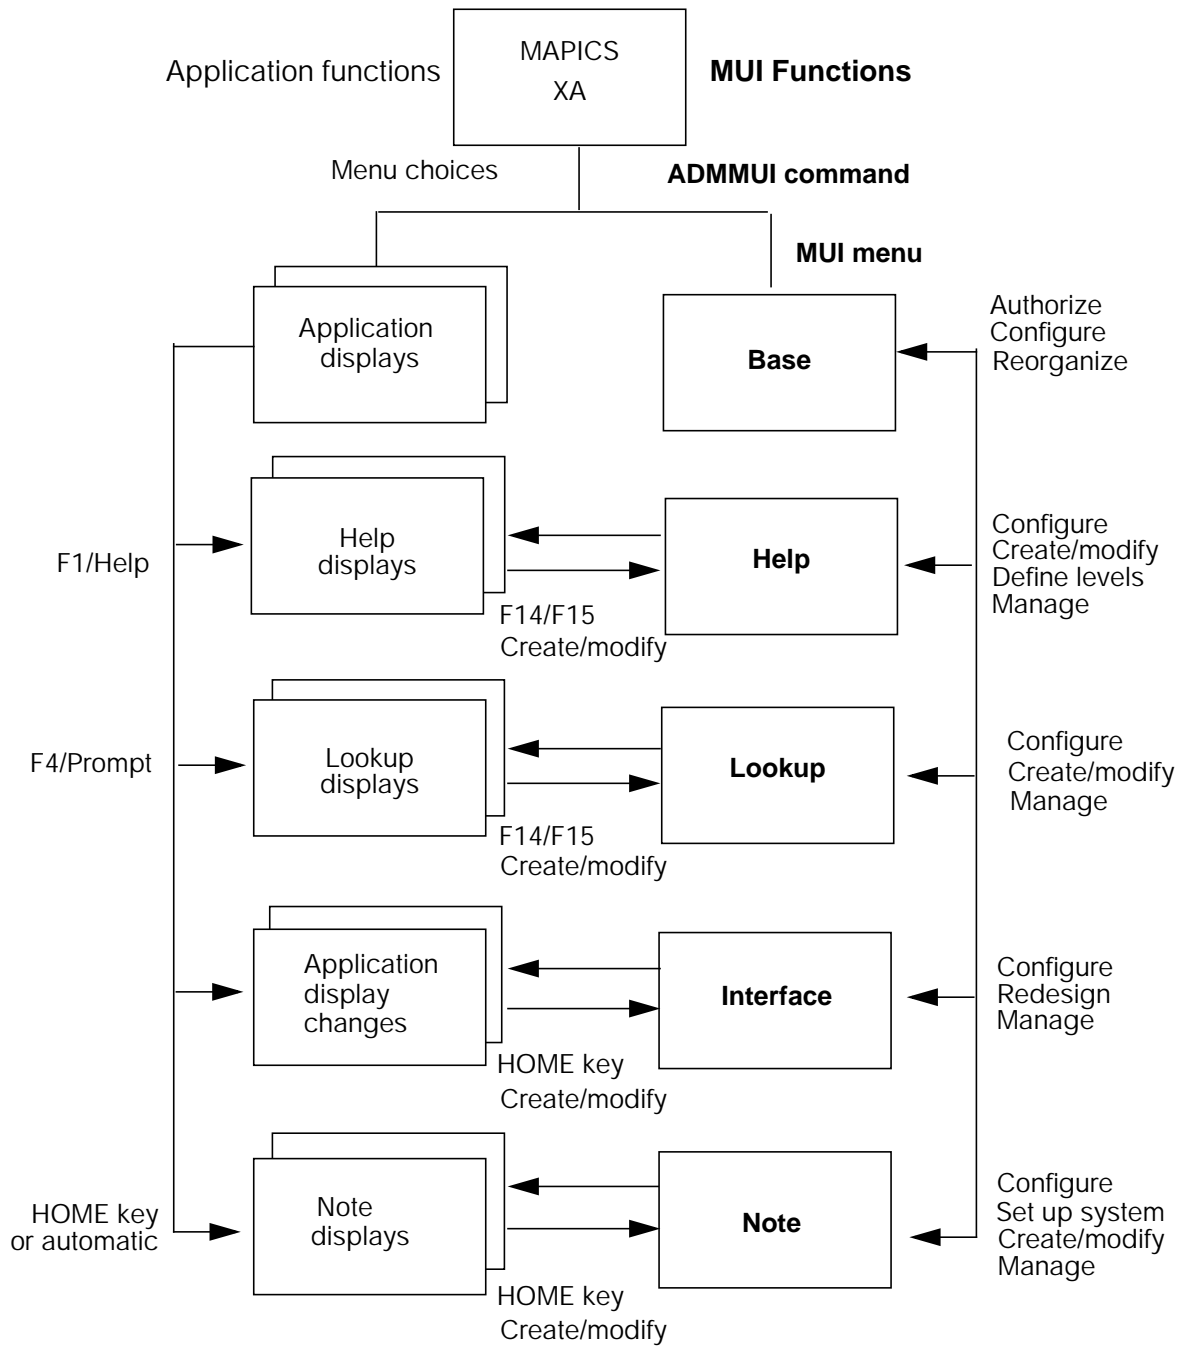 Application functions
MAPICS
XA
MUI Functions
Menu choices
ADMMUI command
MUI menu
Application
displays
Base
Authorize
Configure
Reorganize
F1/Help
Help
displays
F14/F15
Create/modify
Help
Configure
Create/modify
Define levels
Manage
F4/Prompt
Lookup
displays
F14/F15
Create/modify
Lookup
Configure
Create/modify
Manage
Application
display
changes
HOME key
Create/modify
Interface
Configure
Redesign
Manage
HOME key
or automatic
Note
displays
HOME key
Create/modify
Note
Configure
Set up system
Create/modify
Manage